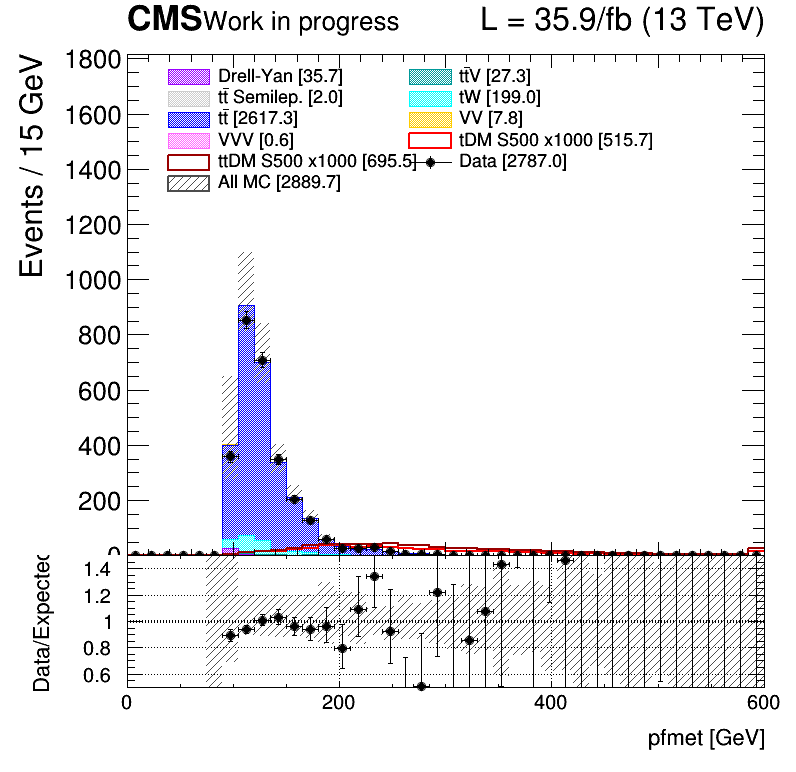 CMS Work in progress L = 35.9/fb (13 TeV)
Events / 15 GeV
1800
1600
1400
1200
1000
800
600
400
200
0
Drell-Yan [35.7]
tt̄V [27.3]
tt̄ Semilep. [2.0]
tW [199.0]
tt̄ [2617.3]
VV [7.8]
VVV [0.6]
tDM S500 x1000 [515.7]
ttDM S500 x1000 [695.5]
Data [2787.0]
All MC [2889.7]
Data/Expected
1.4
1.2
1
0.8
0.6
0 200 400 600
pfmet [GeV]